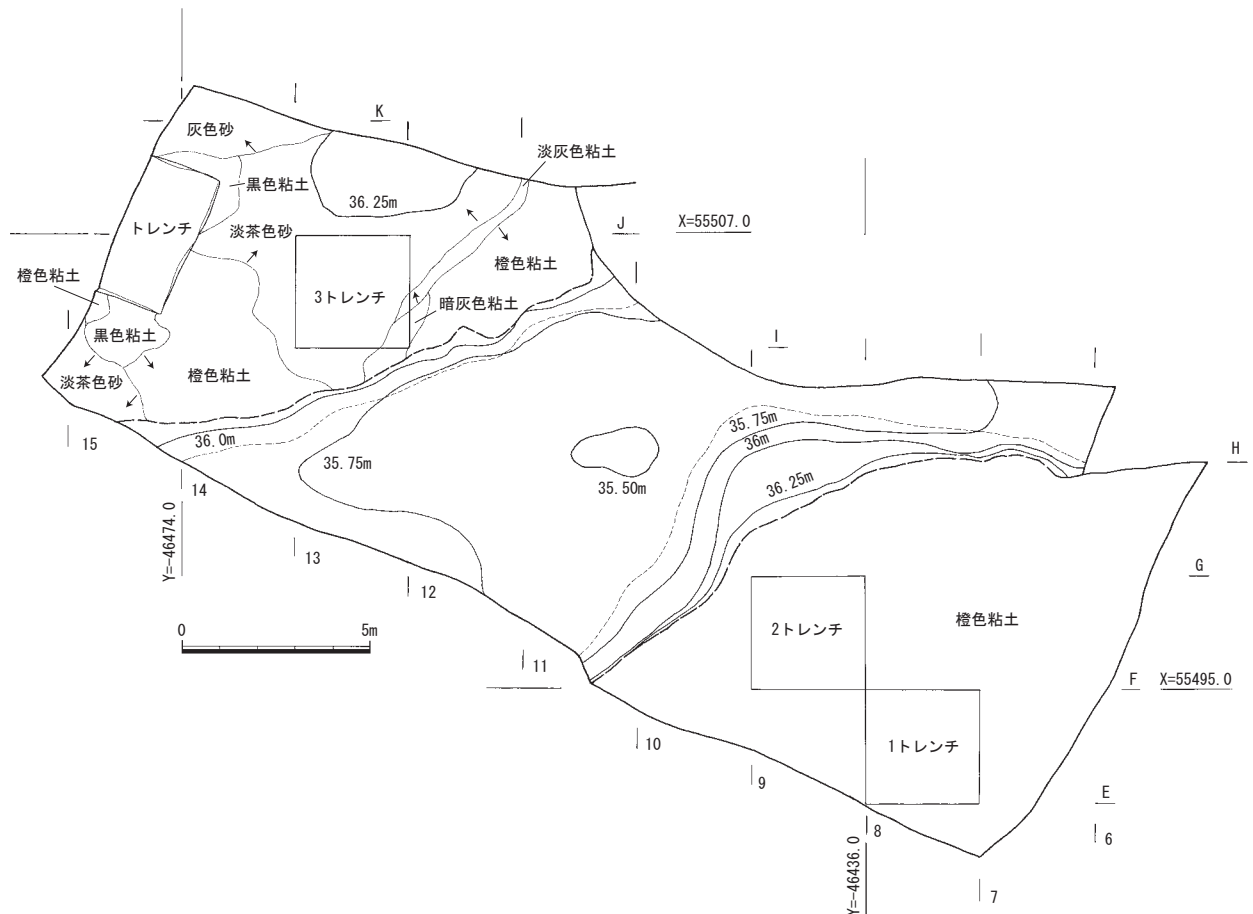 K
灰色砂
淡灰色粘土
黒色粘土
36.25m
トレンチ
淡茶色砂
J
X=55507.0
橙色粘土
橙色粘土
3トレンチ
暗灰色粘土
黒色粘土
I
橙色粘土
淡茶色砂
35.75m
36.0m
36m
15
H
35.75m
36.25m
35.50m
14
Y=-46474.0
13
12
G
2トレンチ
橙色粘土
0
5m
11
F
X=55495.0
10
1トレンチ
9
E
8
6
Y=-46436.0
7